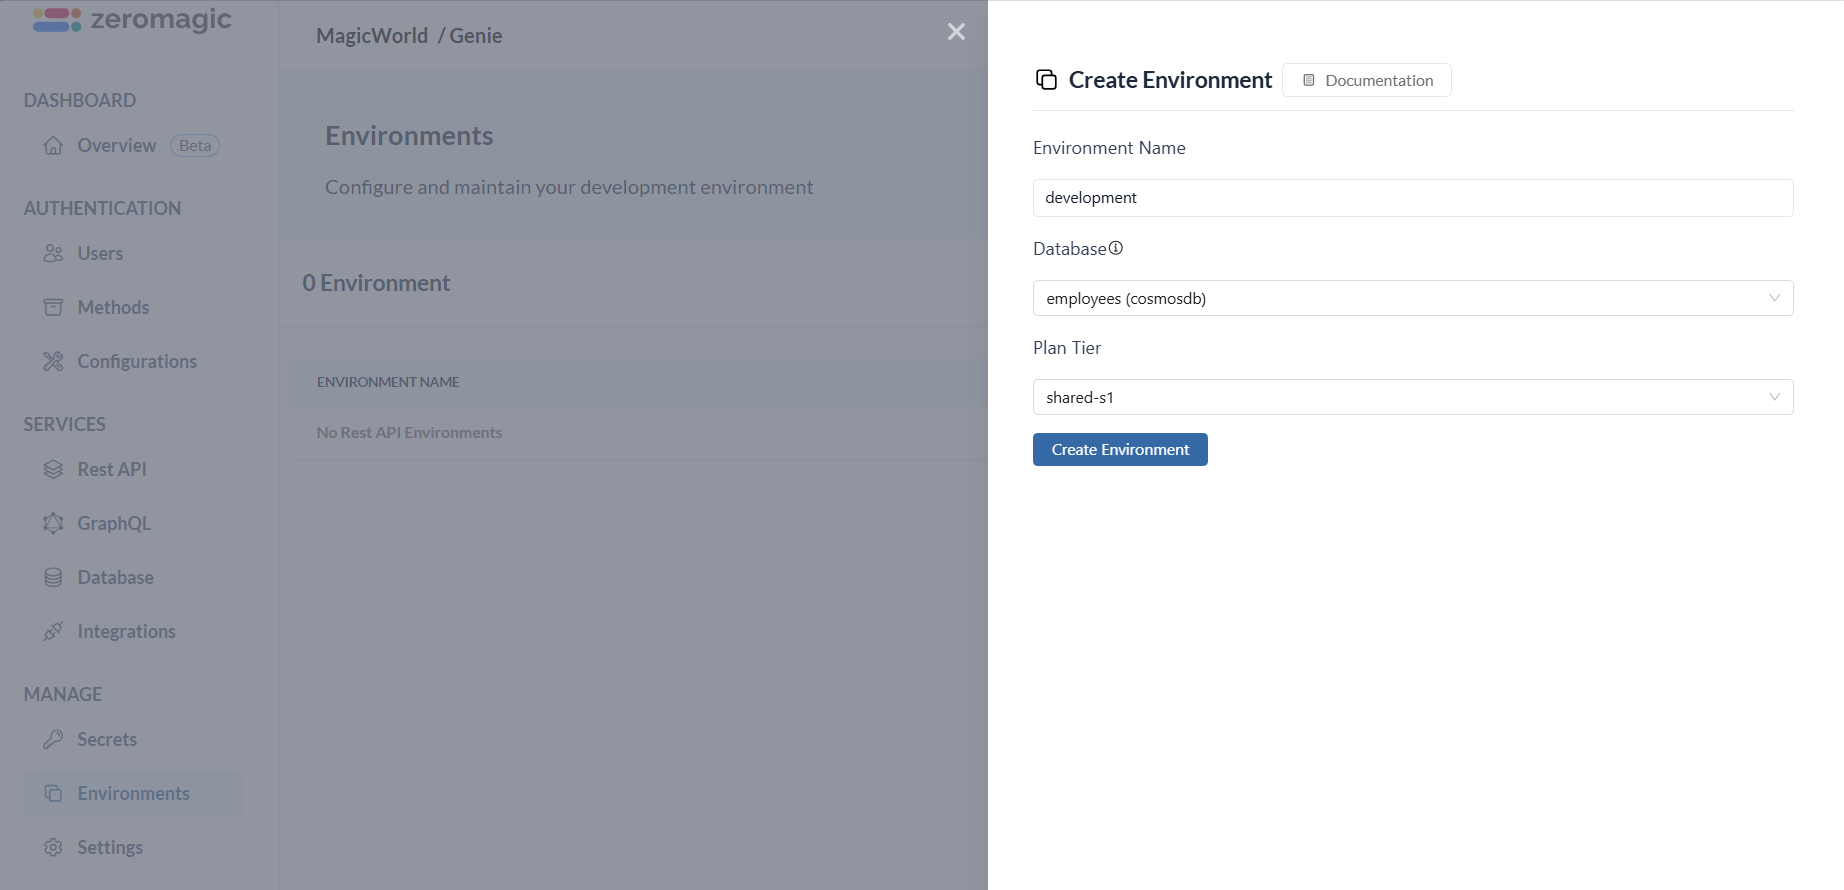 zeromagic
DASHBOARD
Overview Beta
AUTHENTICATION
Users
Methods
Configurations
SERVICES
Rest API
GraphQL
Database
Integrations
MANAGE
Secrets
Environments
Settings
MagicWorld / Genie
Environments
Configure and maintain your development environment
0 Environment
ENVIRONMENT NAME
No Rest API Environments
Create Environment Documentation
Environment Name
development
Database
employees (cosmosdb)
Plan Tier
shared-s1
Create Environment